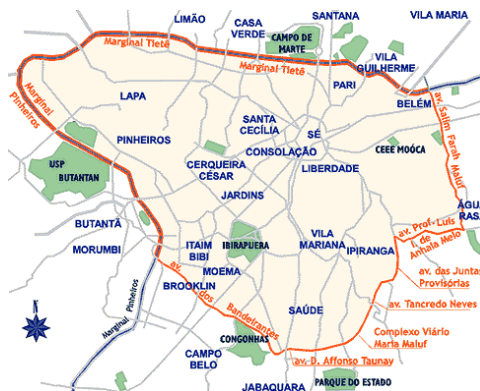 LIMÃO
CASA
VERDE
SANTANA
VILA MARIA
CAMPO
DE MARTE
Marginal Tietê
Marginal Tietê
VILA
GUILHERME
PARI
BELÉM
Marginal
Pinheiros
LAPA
SANTA
CECÍLIA
SÉ
av. Salim Farah Maluf
PINHEIROS
CONSOLAÇÃO
CEEE MOÓCA
USP
BUTANTAN
CERQUEIRA
CÉSAR
LIBERDADE
JARDINS
ÁGUA
RASA
BUTANTÃ
MORUMBI
ITAIM
BIBI
IBIRAPUERA
VILA
MARIANA
IPIRANGA
av. Prof. Luis
I. de
Anhaia Melo
MOEMA
av. das Juntas
Provisórias
BROOKLIN
av.
dos
Bandeirantes
SAÚDE
av. Tancredo Neves
Marginal Pinheiros
Complexo Viário
Maria Maluf
CONGONHAS
CAMPO
BELO
av. D. Affonso Taunay
JABAQUARA
PARQUE DO ESTADO